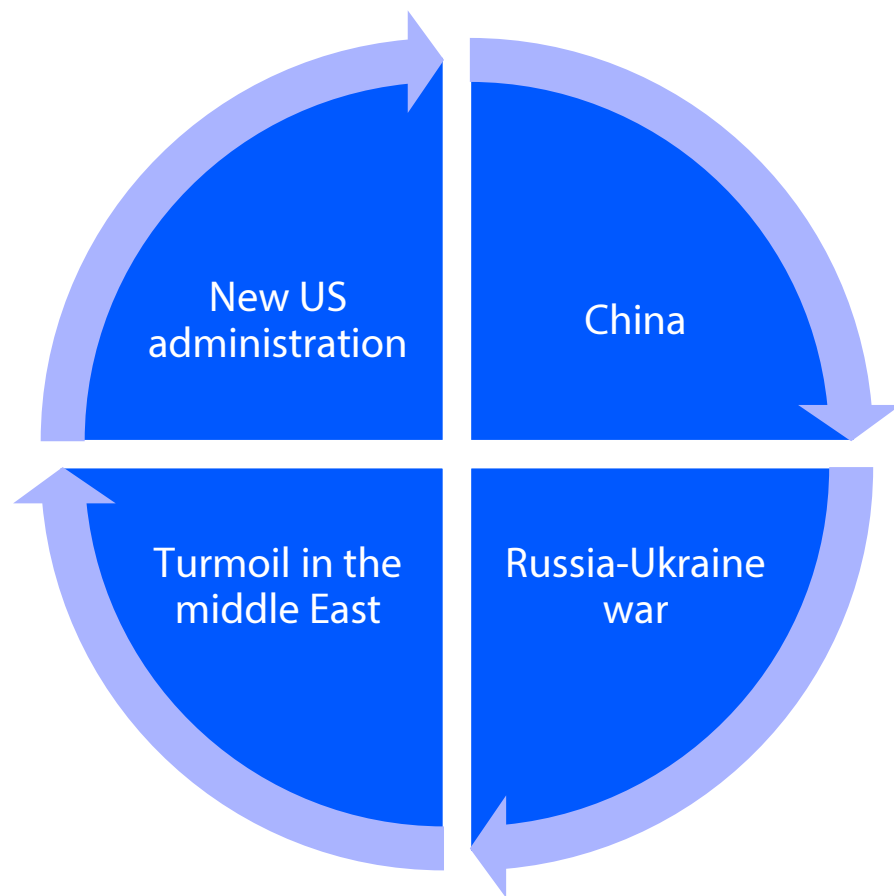 New US
administration
China
Turmoil in the
middle East
Russia-Ukraine
war